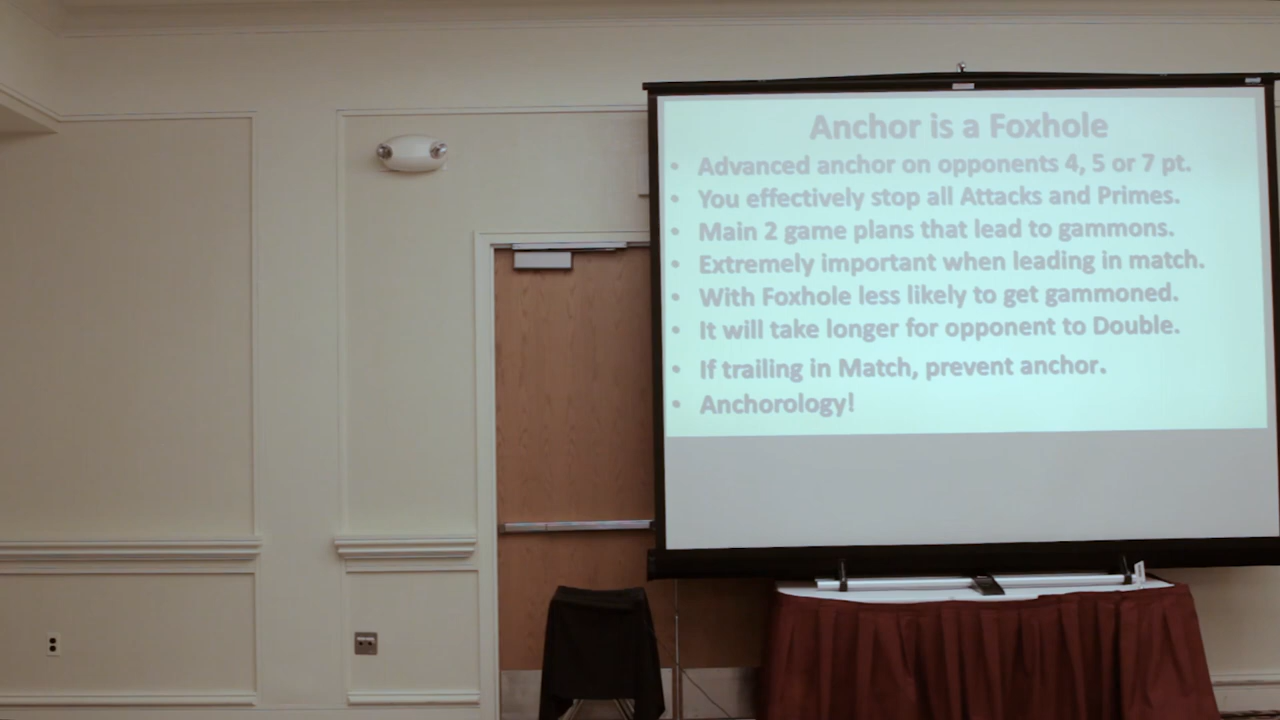 Anchor is a Foxhole
• Advanced anchor on opponents 4, 5 or 7 pt.
• You effectively stop all Attacks and Primes.
• Main 2 game plans that lead to gammons.
• Extremely important when leading in match.
• With Foxhole less likely to get gammoned.
• It will take longer for opponent to Double.
• If trailing in Match, prevent anchor.
• Anchorology!